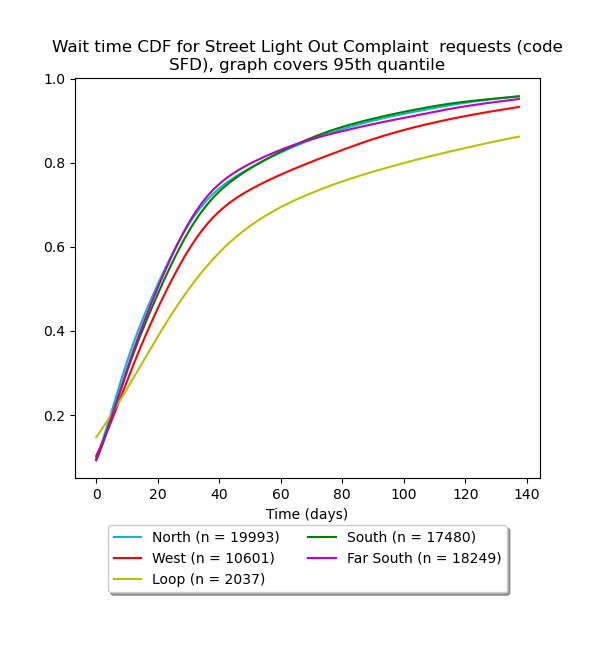 Wait time CDF for Street Light Out Complaint  requests (code
SFD), graph covers 95th quantile
1.0
0.8
0.6
0.4
0.2
0 20 40 60 80 100 120 140
Time (days)
North (n = 19993) South (n = 17480)
West (n = 10601) Far South (n = 18249)
Loop (n = 2037)